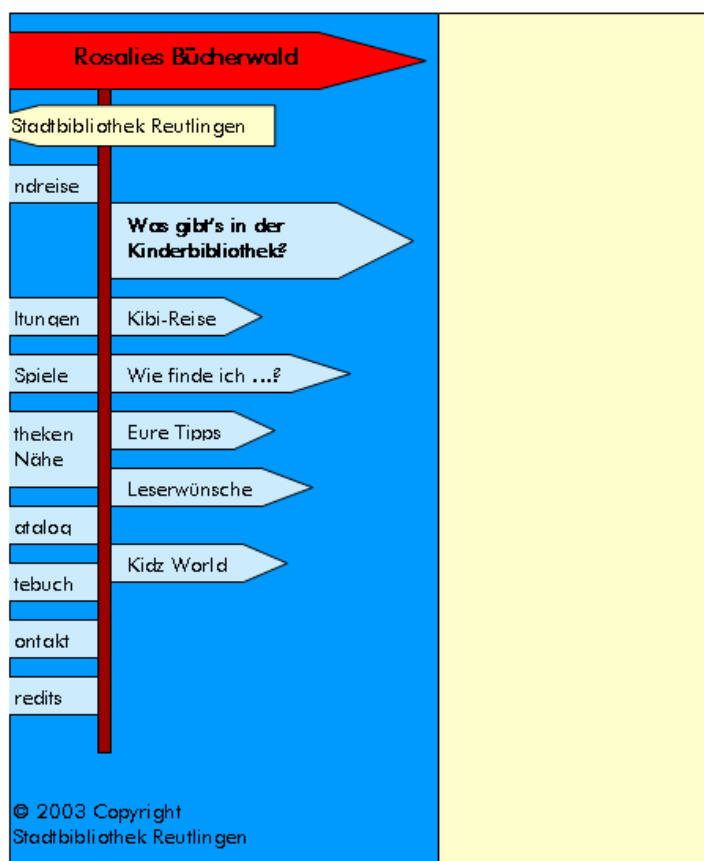 Rosalies Bücherwald
Stadtbibliothek Reutlingen
ndreise
Was gibt's in der
Kinderbibliothek?
ltungen
Kibi-Reise
Spiele
Wie finde ich ...?
theken
Nähe
Eure Tipps
Leserwünsche
atalog
Kidz World
tebuch
ontakt
redits
© 2003 Copyright
Stadtbibliothek Reutlingen